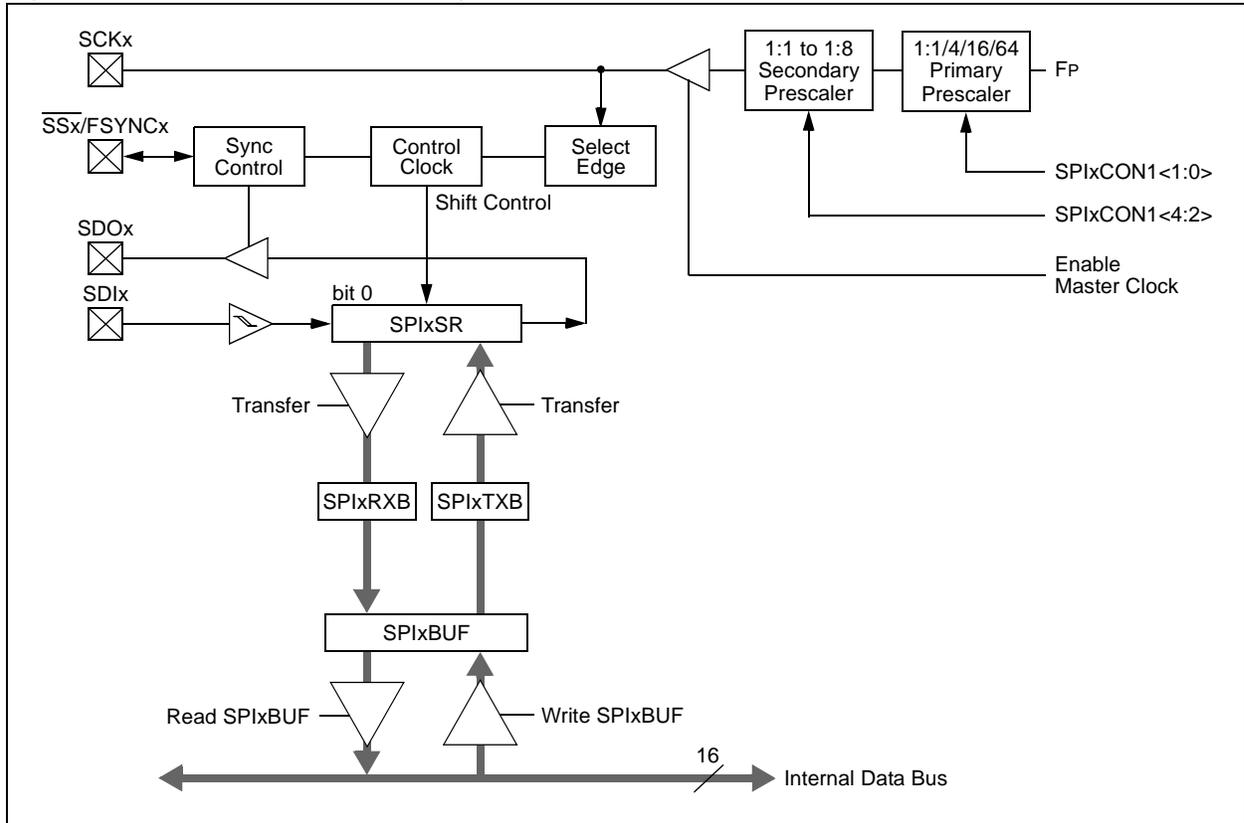 SCKx
1:1 to 1:8
Secondary
Prescaler
1:1/4/16/64
Primary
Prescaler
FP
SSx/FSYNCx
Sync
Control
Control
Clock
Select
Edge
SPIxCON1<1:0>
Shift Control
SPIxCON1<4:2>
SDOx
Enable
Master Clock
SDIx
bit 0
SPIxSR
Transfer
Transfer
SPIxRXB
SPIxTXB
SPIxBUF
Read SPIxBUF
Write SPIxBUF
16
Internal Data Bus